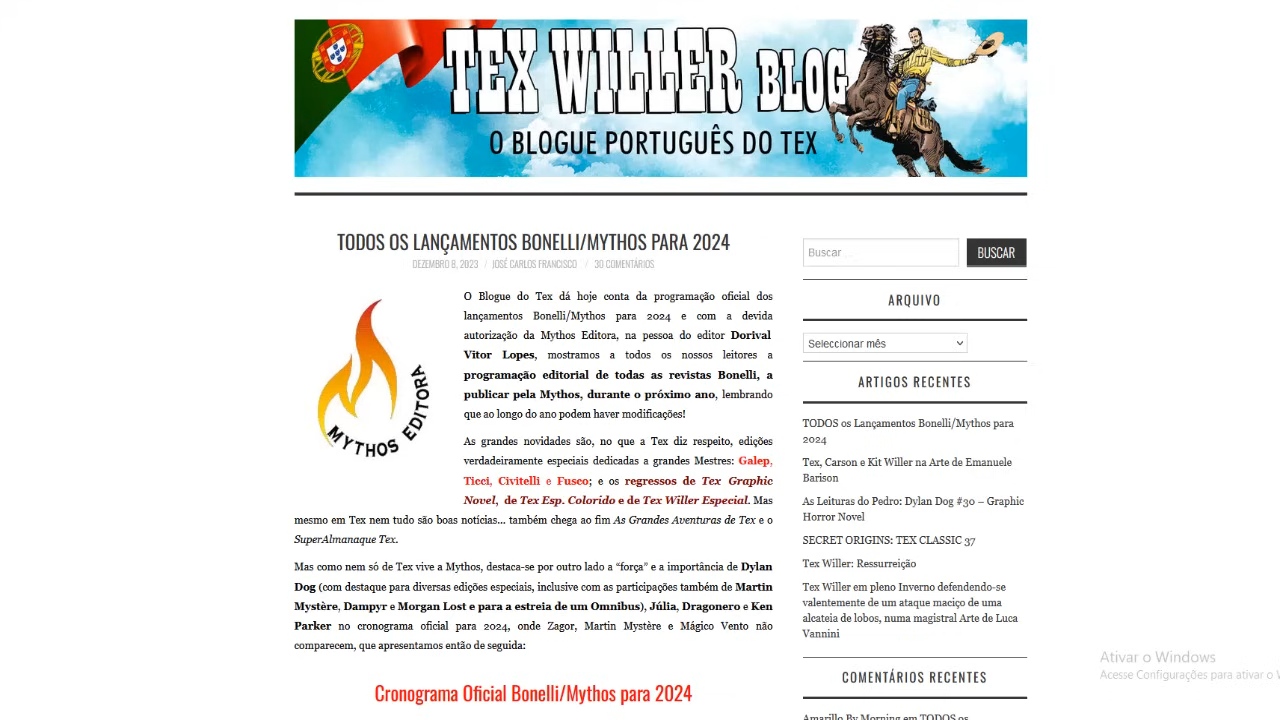 TEX WILLER BLOG
O BLOGUE PORTUGUÊS DO TEX
TODOS OS LANÇAMENTOS BONELLI/MYTHOS PARA 2024
DEZEMBRO 8, 2023 / JOSÉ CARLOS FRANCISCO / 30 COMENTÁRIOS
MYTHOS EDITORA
O Blogue do Tex dá hoje conta da programação oficial dos
lançamentos Bonelli/Mythos para 2024 e com a devida
autorização da Mythos Editora, na pessoa do editor Dorival
Vitor Lopes, mostramos a todos os nossos leitores a
programação editorial de todas as revistas Bonelli, a
publicar pela Mythos, durante o próximo ano, lembrando
que ao longo do ano podem haver modificações!
As grandes novidades são, no que a Tex diz respeito, edições
verdadeiramente especiais dedicadas a grandes Mestres: Galep,
Ticci, Civitelli e Fusco; e os regressos de Tex Graphic
Novel, de Tex Esp. Colorido e de Tex Willer Especial. Mas
mesmo em Tex nem tudo são boas notícias... também chega ao fim As Grandes Aventuras de Tex e o
SuperAlmanaque Tex.
Mas como nem só de Tex vive a Mythos, destaca-se por outro lado a “força” e a importância de Dylan
Dog (com destaque para diversas edições especiais, inclusive com as participações também de Martin
Mystère, Dampyr e Morgan Lost e para a estreia de um Omnibus), Júlia, Dragonero e Ken
Parker no cronograma oficial para 2024, onde Zagor, Martin Mystère e Mágico Vento não
comparecem, que apresentamos então de seguida:
Cronograma Oficial Bonelli/Mythos para 2024
Buscar ... BUSCAR
ARQUIVO
Seleccionar mês
ARTIGOS RECENTES
TODOS os Lançamentos Bonelli/Mythos para
2024
Tex, Carson e Kit Willer na Arte de Emanuele
Barison
As Leituras do Pedro: Dylan Dog #30 – Graphic
Horror Novel
SECRET ORIGINS: TEX CLASSIC 37
Tex Willer: Ressurreição
Tex Willer em pleno Inverno defendendo-se
valentemente de um ataque maciço de uma
alcateia de lobos, numa magistral Arte de Luca
Vannini
COMENTÁRIOS RECENTES
Amarillo By Morning em TODOS os
Ativar o Windows
Acesse Configurações para ativar o W